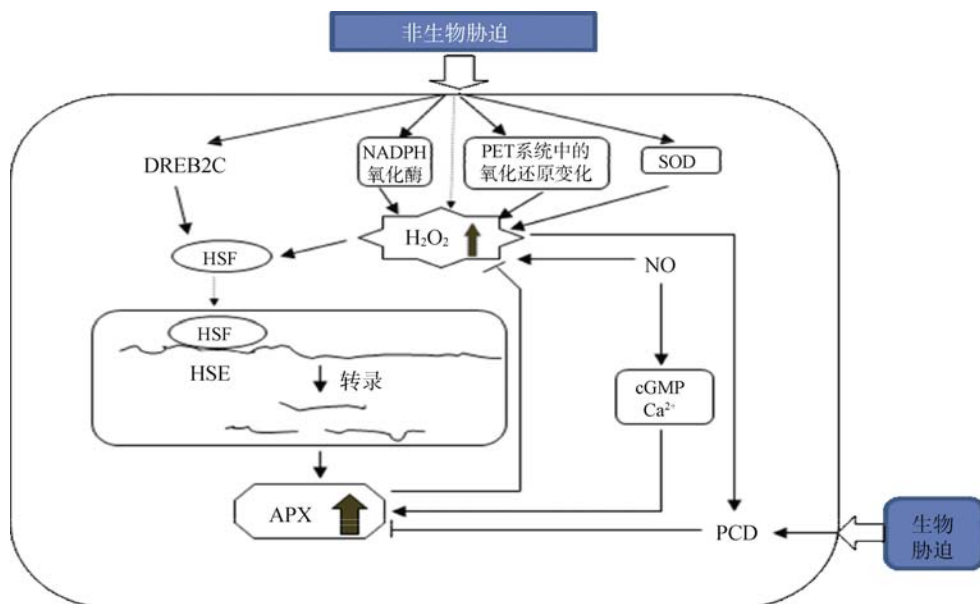 非生物胁迫
DREB2C
NADPH
氧化酶
PET系统中的
氧化还原变化
SOD
H₂O₂
HSF
NO
HSF
HSE
转录
cGMP
Ca²⁺
APX
PCD
生物
胁迫